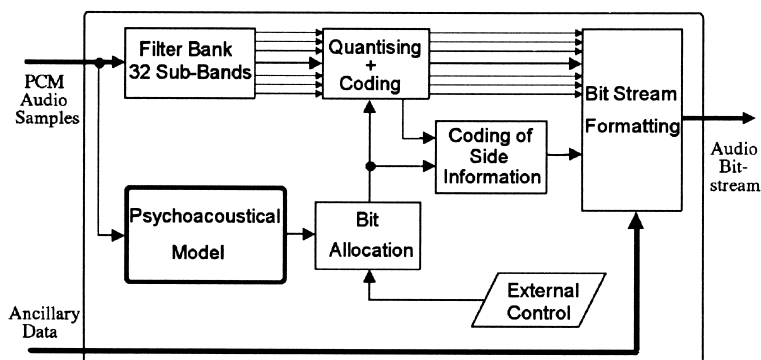 Filter Bank
32 Sub-Bands
Quantising
+
Coding
PCM
Audio
Samples
Bit Stream
Formatting
Coding of
Side
Information
Audio
Bit-
stream
Psychoacoustical
Model
Bit
Allocation
External
Control
Ancillary
Data